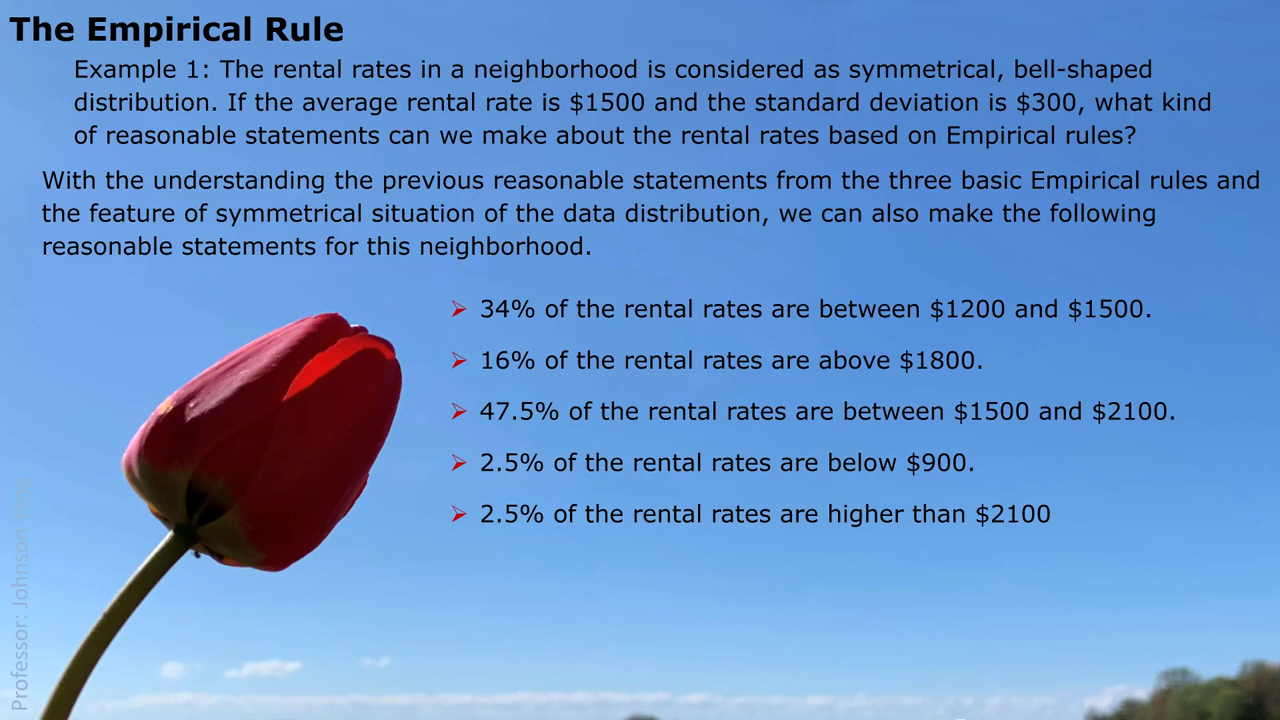 The Empirical Rule
Example 1: The rental rates in a neighborhood is considered as symmetrical, bell-shaped
distribution. If the average rental rate is $1500 and the standard deviation is $300, what kind
of reasonable statements can we make about the rental rates based on Empirical rules?
With the understanding the previous reasonable statements from the three basic Empirical rules and
the feature of symmetrical situation of the data distribution, we can also make the following
reasonable statements for this neighborhood.
➢ 34% of the rental rates are between $1200 and $1500.
➢ 16% of the rental rates are above $1800.
➢ 47.5% of the rental rates are between $1500 and $2100.
➢ 2.5% of the rental rates are below $900.
➢ 2.5% of the rental rates are higher than $2100
Professor: Johnson